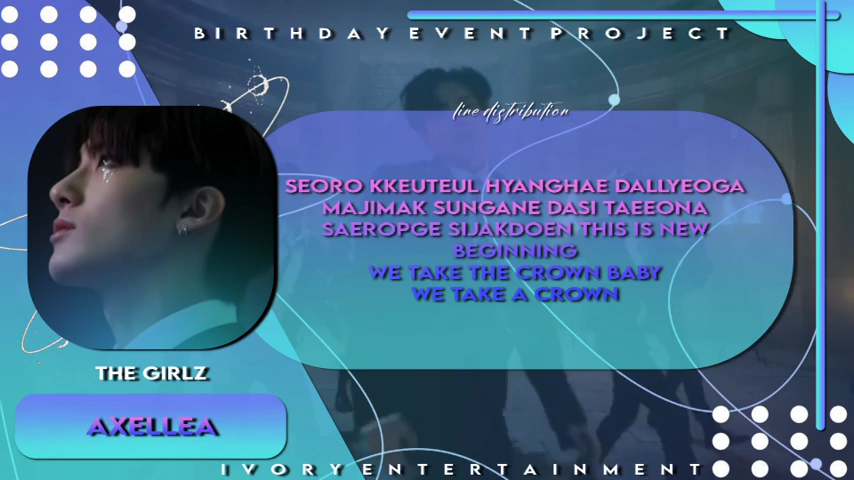 BIRTHDAY EVENT PROJECT
line distribution
SEORO KKEUTEUL HYANGHAE DALLYEOGA
MAJIMAK SUNGANE DASI TAEEONA
SAEROPGE SIJAKDOEN THIS IS NEW
BEGINNING
WE TAKE THE CROWN BABY
WE TAKE A CROWN
THE GIRLZ
AXELLEA
IVORY ENTERTAINMENT